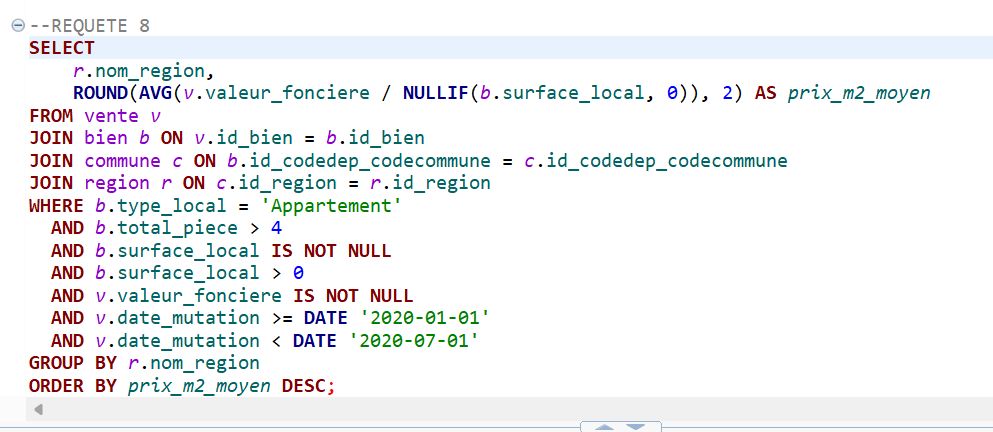 --REQUETE 8
SELECT
    r.nom_region,
    ROUND(AVG(v.valeur_fonciere / NULLIF(b.surface_local, 0)), 2) AS prix_m2_moyen
FROM vente v
JOIN bien b ON v.id_bien = b.id_bien
JOIN commune c ON b.id_codedep_codecommune = c.id_codedep_codecommune
JOIN region r ON c.id_region = r.id_region
WHERE b.type_local = 'Appartement'
  AND b.total_piece > 4
  AND b.surface_local IS NOT NULL
  AND b.surface_local > 0
  AND v.valeur_fonciere IS NOT NULL
  AND v.date_mutation >= DATE '2020-01-01'
  AND v.date_mutation < DATE '2020-07-01'
GROUP BY r.nom_region
ORDER BY prix_m2_moyen DESC;